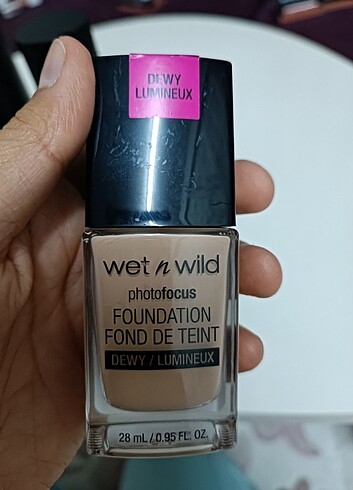 DEWY
LUMINEUX
wet n wild
photofocus
FOUNDATION
FOND DE TEINT
DEWY / LUMINEUX
28 mL / 0.95 FL. OZ.